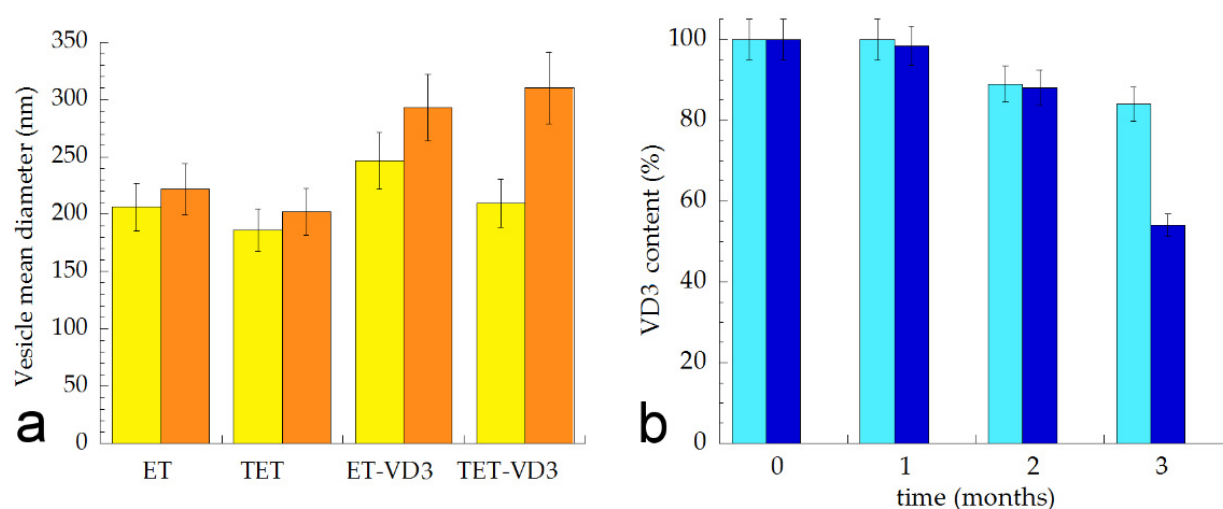 Vesicle mean diameter (nm)
350
300
250
200
150
100
50
0
ET TET ET-VD3 TET-VD3
a
VD3 content (%)
100
80
60
40
20
0
0 1 2 3
time (months)
b